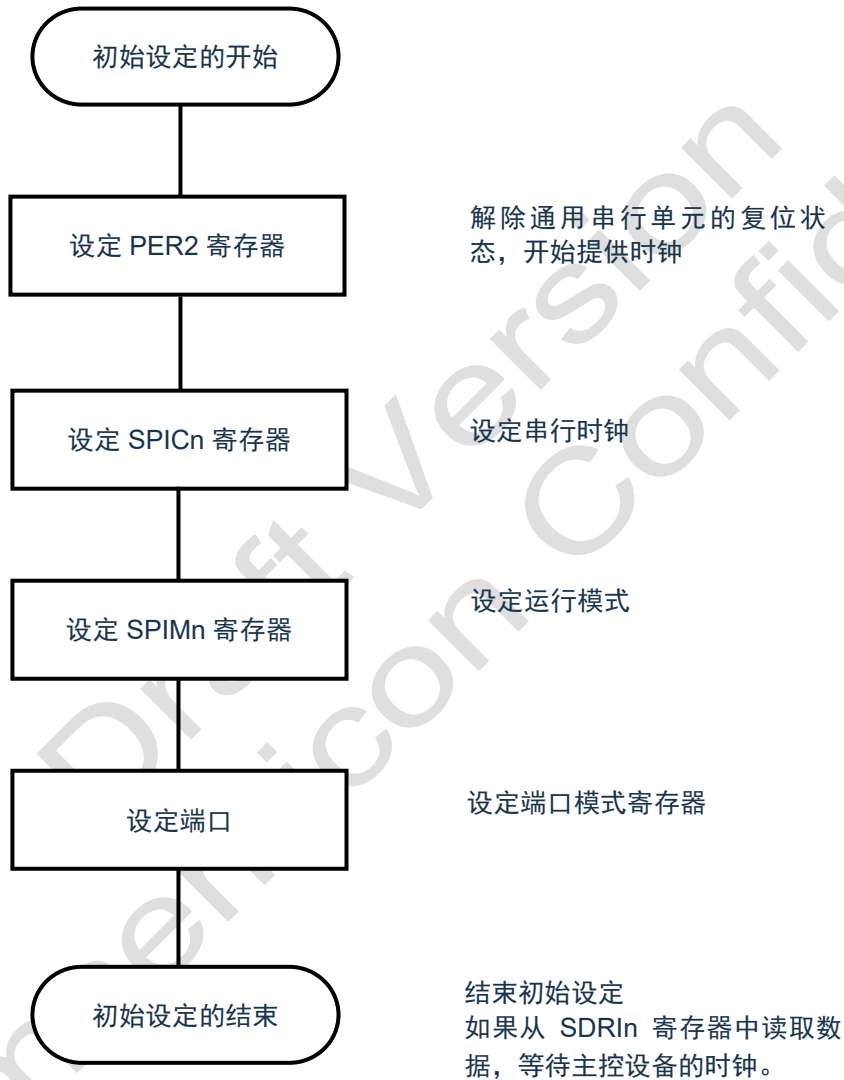 初始设定的开始
设定 PER2 寄存器
解除通用串行单元的复位状
态，开始提供时钟
设定 SPICn 寄存器
设定串行时钟
设定 SPIMn 寄存器
设定运行模式
设定端口
设定端口模式寄存器
初始设定的结束
结束初始设定
如果从 SDRIn 寄存器中读取数
据，等待主控设备的时钟。
Draft Version